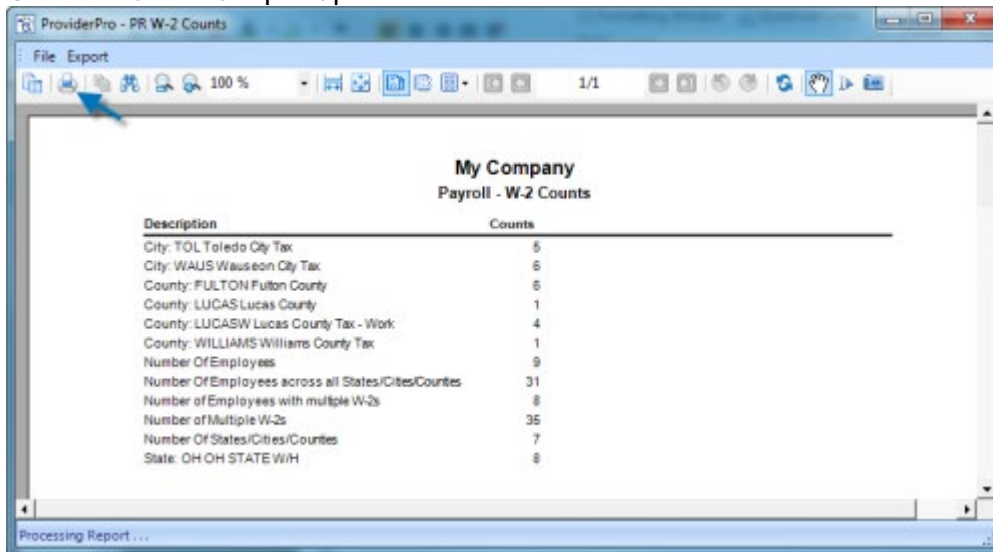 ProviderPro - PR W-2 Counts
File Export
100 %
1/1
My Company
Payroll - W-2 Counts
Description Counts
City: TOL Toledo City Tax 5
City: WAUS Wauseon City Tax 6
County: FULTON Fulton County 6
County: LUCAS Lucas County 1
County: LUCASW Lucas County Tax - Work 4
County: WILLIAMS Williams County Tax 1
Number Of Employees 9
Number Of Employees across all States/Cities/Counties 31
Number of Employees with multiple W-2s 8
Number of Multiple W-2s 35
Number Of States/Cities/Counties 7
State: OH OH STATE W/H 8
Processing Report ...